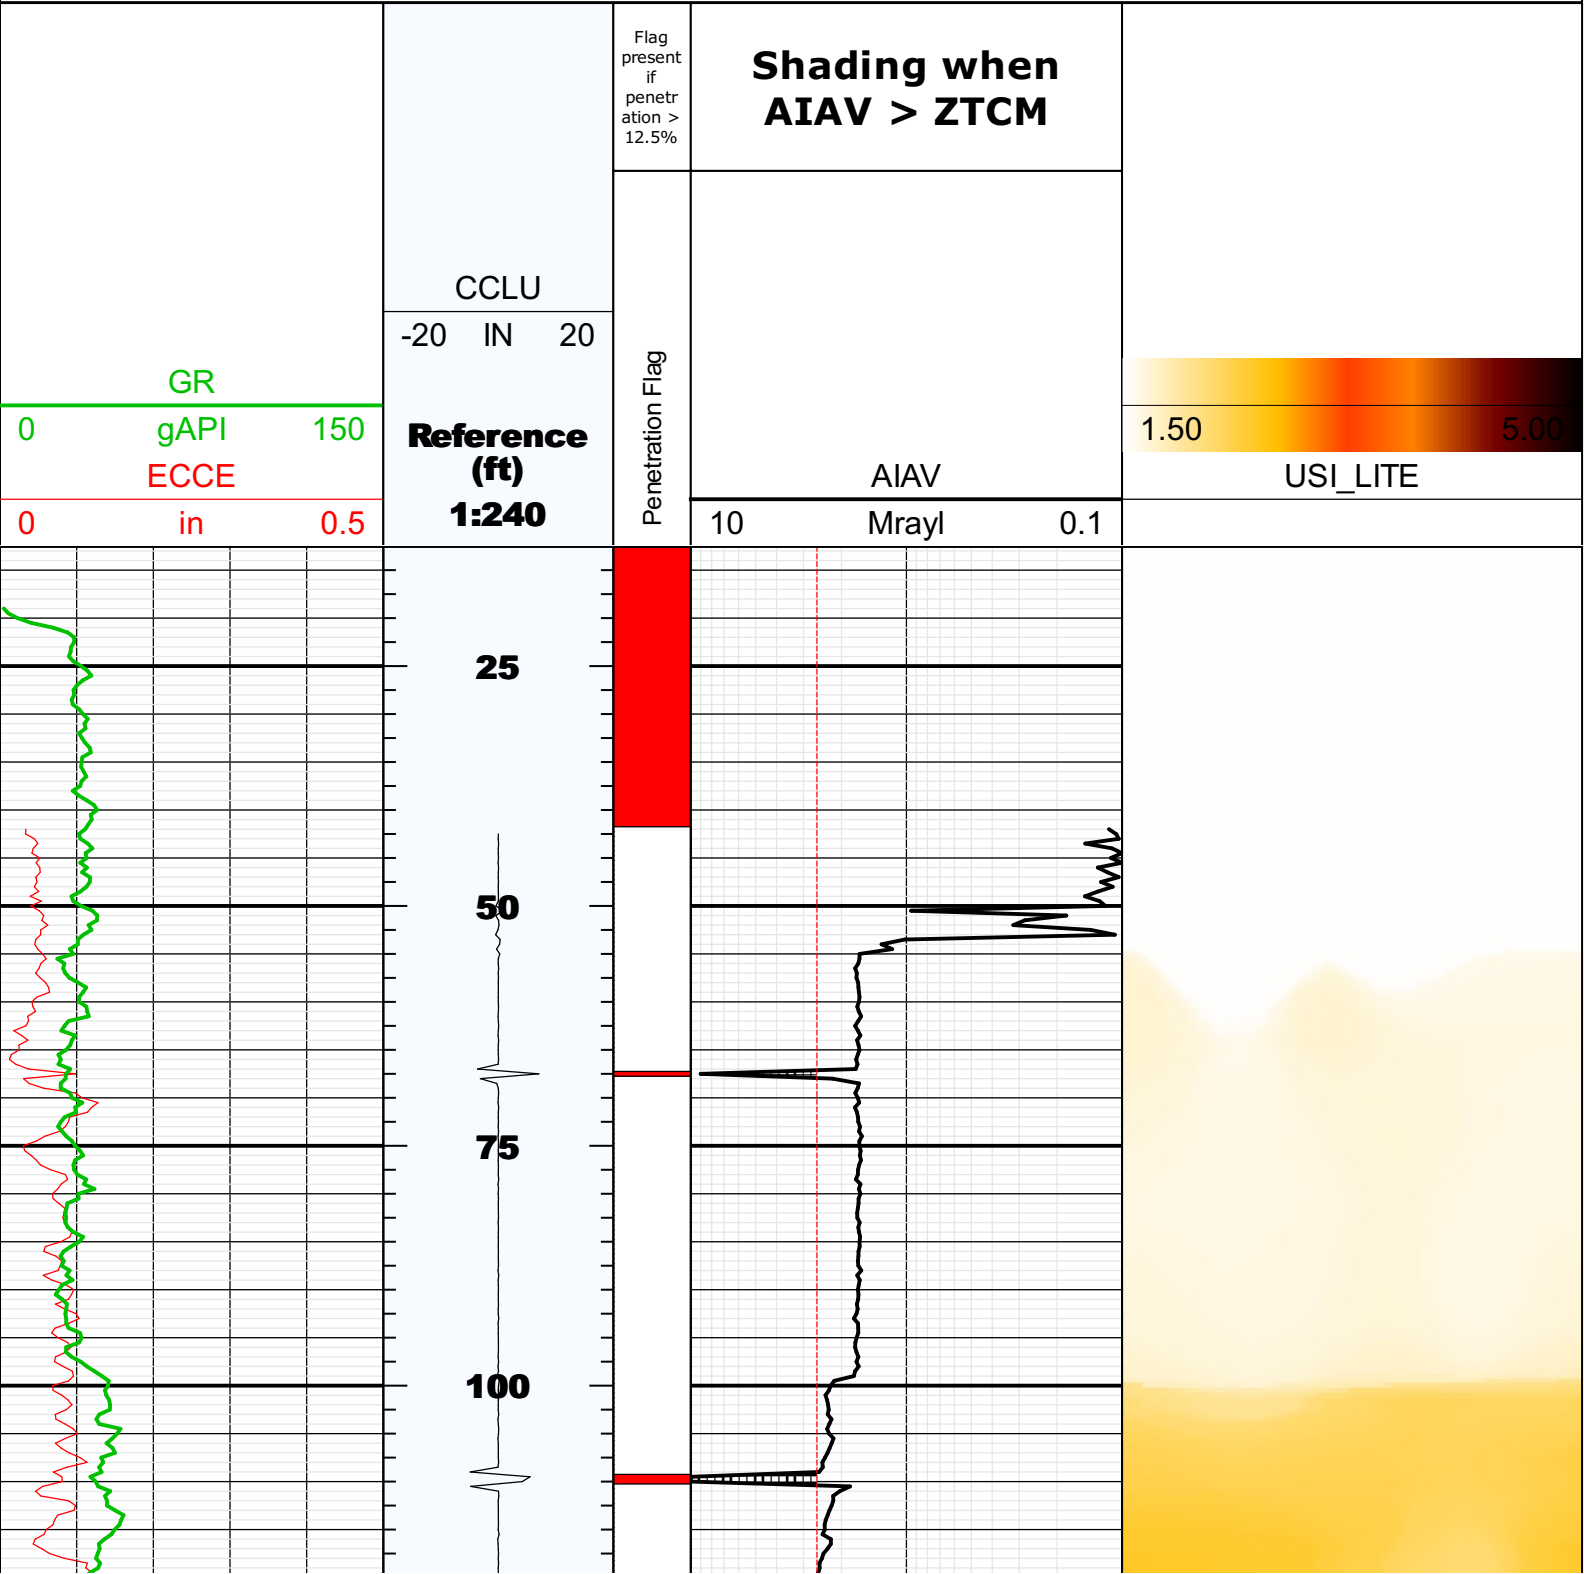 Flag
present
if
penetr
ation >
12.5%
Shading when
AIAV > ZTCM
CCLU
-20 IN 20
GR
0 gAPI 150
ECCE
0 in 0.5
Reference
(ft)
1:240
Penetration Flag
AIAV
10 Mrayl 0.1
1.50 5.00
USI_LITE
25
50
75
100